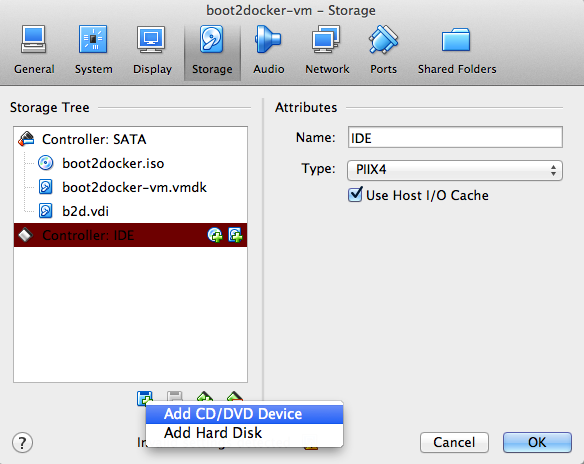 boot2docker-vm – Storage
General System Display Storage Audio Network Ports Shared Folders
Storage Tree
Controller: SATA
boot2docker.iso
boot2docker-vm.vmdk
b2d.vdi
Controller: IDE
Attributes
Name: IDE
Type: PIIX4
Use Host I/O Cache
Add CD/DVD Device
Add Hard Disk
?
Cancel
OK